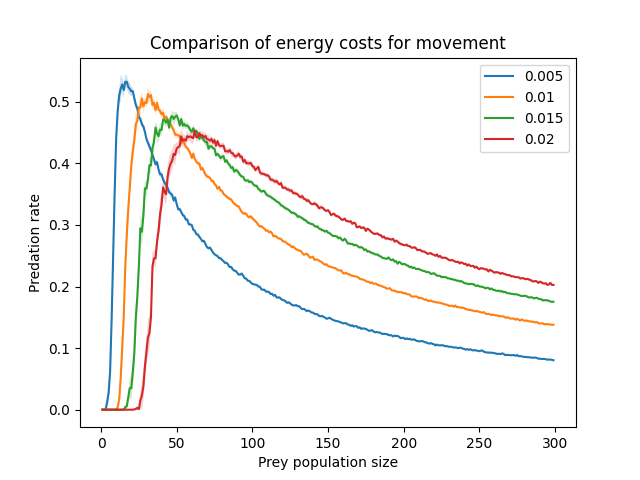 Comparison of energy costs for movement
0.005
0.01
0.015
0.02
Predation rate
0.5
0.4
0.3
0.2
0.1
0.0
0 50 100 150 200 250 300
Prey population size